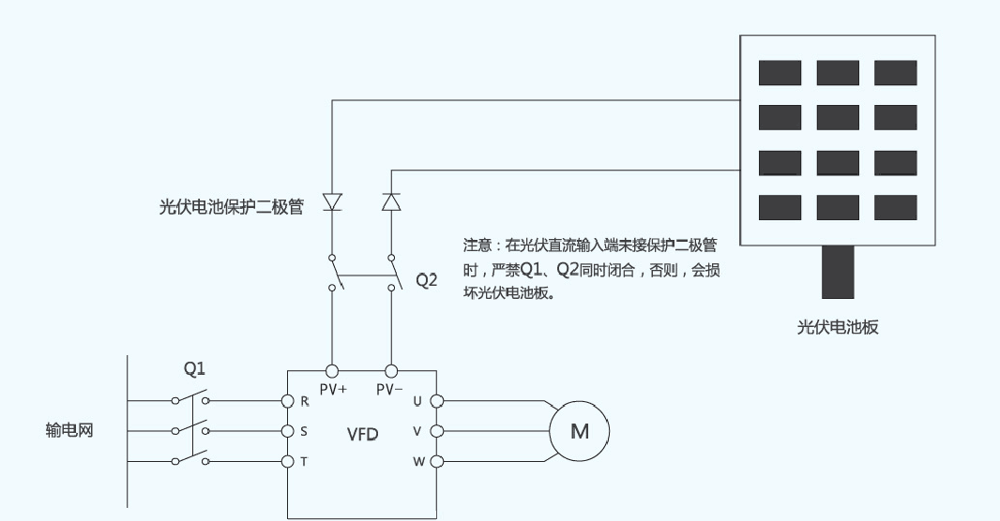 光伏电池保护二极管
注意：在光伏直流输入端未接保护二极管
时，严禁Q1、Q2同时闭合，否则，会损
坏光伏电池板。
Q2
光伏电池板
Q1
PV+ PV-
R U
输电网 S VFD V M
T W